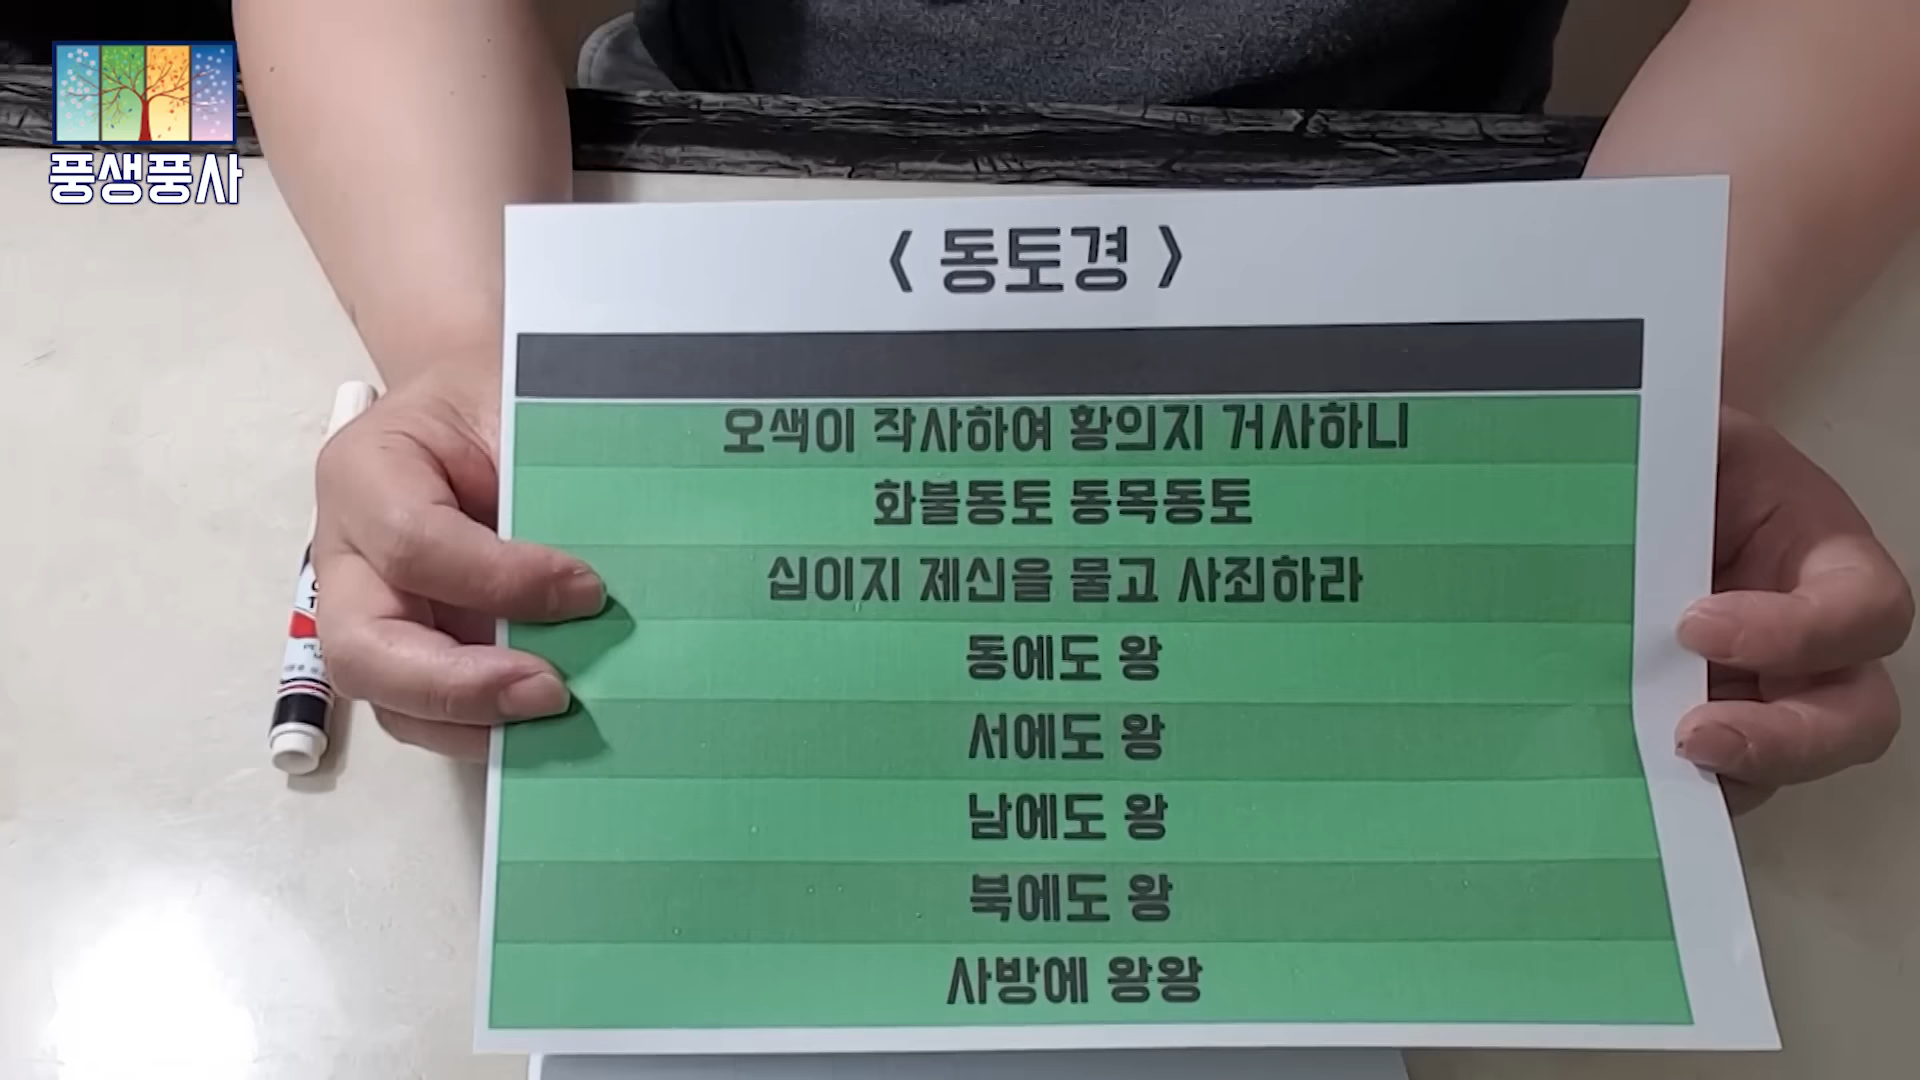 풍생풍사
< 동토경 >
오색이 작사하여 황의지 거사하니
화불동토 동목동토
십이지 제신을 물고 사죄하라
동에도 왕
서에도 왕
남에도 왕
북에도 왕
사방에 왕왕